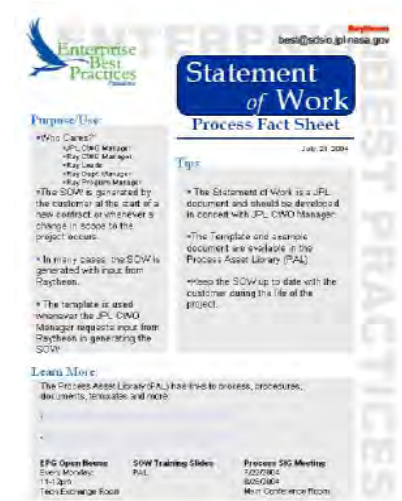 Raytheon
best@sdsio.jpl.nasa.gov
ENTERPRISE BEST PRACTICES
Enterprise
Best
Practices
Statement
of Work
Process Fact Sheet
July 21 2004
Purpose/Use:
•Who Cares?"
•JPL CWO Manager
•Ray CWO Manager
•Ray Leads
•Ray Dept Manager
•Ray Program Manager
•The SOW is generated by
the customer at the start of a
new contract or whenever a
change in scope to the
project occurs.
• In many cases, the SOW is
generated with input from
Raytheon.
• The template is used
whenever the JPL CWO
Manager requests input from
Raytheon in generating the
SOW
Tips:
• The Statement of Work is a JPL
document and should be developed
in concert with JPL CWO Manager
•The Template and example
document are available in the
Process Asset Library (PAL)
•Keep the SOW up to date with the
customer during the life of the
project.
Learn More:
The Process Asset Library (PAL) has links to process, procedures,
documents, templates and more.
EPG Open House
Every Monday:
11-12pm
Tech Exchange Room
SOW Training Slides
PAL
Process SIG Meeting
7/22/2004
8/26/2004
Main Conference Room